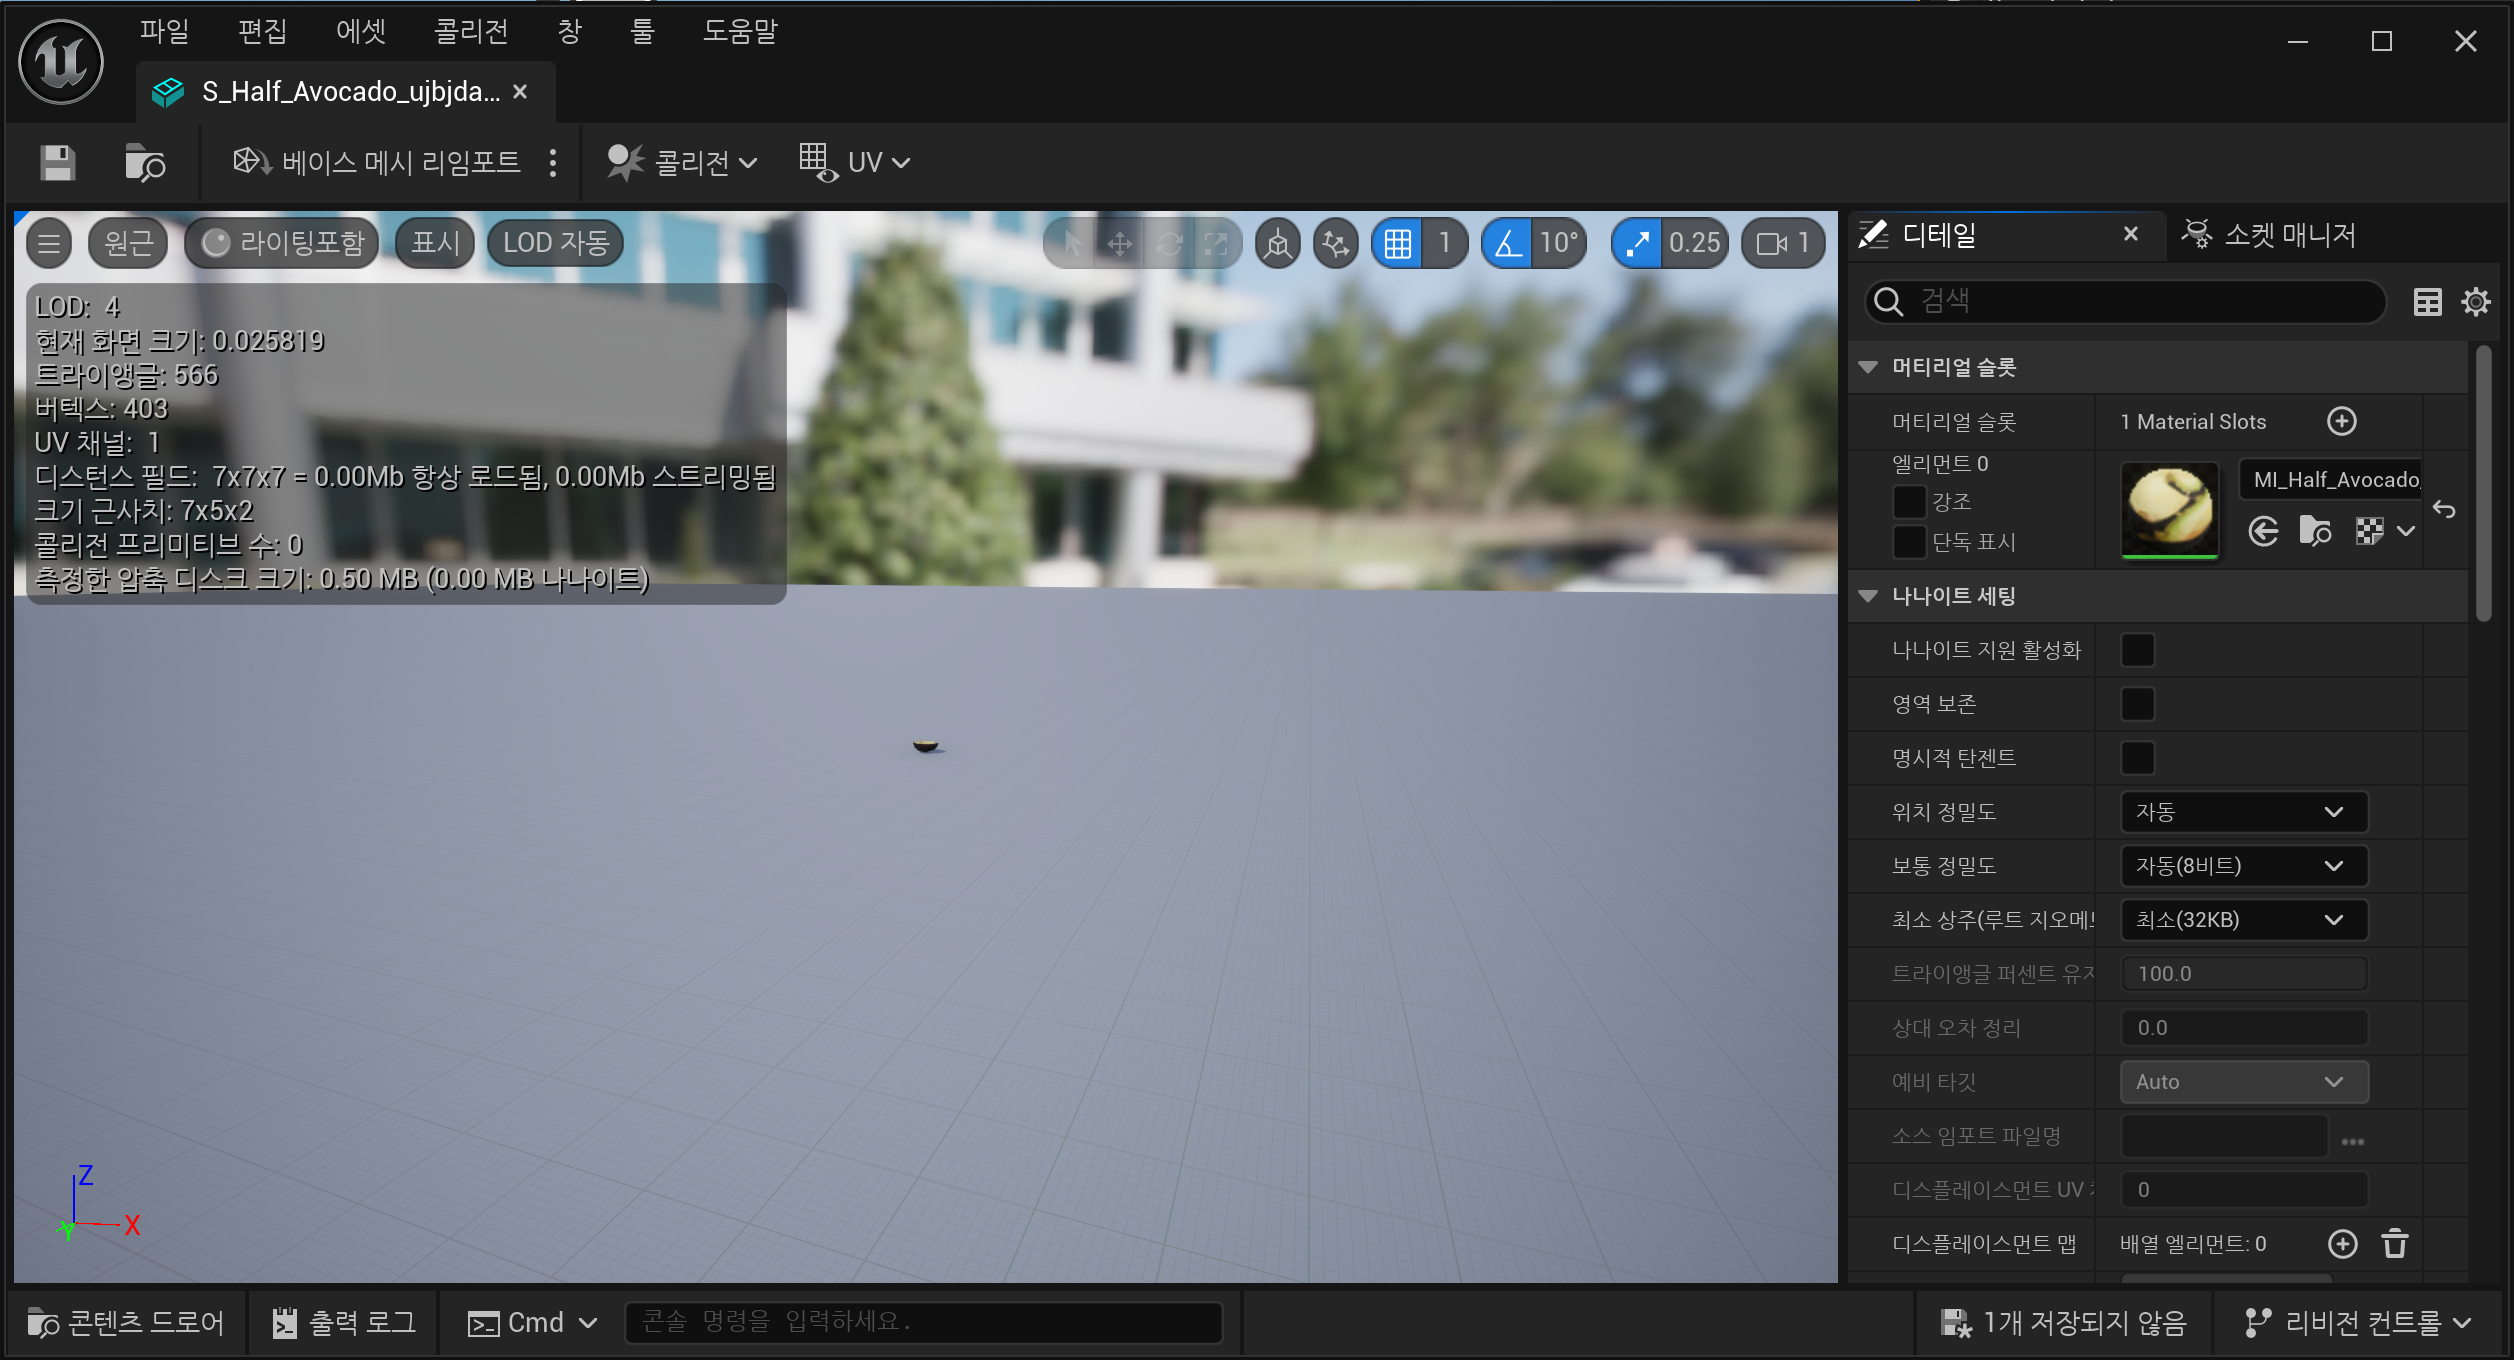 파일 편집 에셋 콜리전 창 툴 도움말
S_Half_Avocado_ujbjda...
베이스 메시 리임포트 콜리전 UV
원근 라이팅포함 표시 LOD 자동 1 10° 0.25 1
LOD: 4
현재 화면 크기: 0.025819
트라이앵글: 566
버텍스: 403
UV 채널: 1
디스턴스 필드: 7x7x7 = 0.00Mb 항상 로드됨, 0.00Mb 스트리밍됨
크기 근사치: 7x5x2
콜리전 프리미티브 수: 0
측정한 압축 디스크 크기: 0.50 MB (0.00 MB 나나이트)
Z
X
Y
디테일 소켓 매니저
검색
머티리얼 슬롯
머티리얼 슬롯 1 Material Slots
엘리먼트 0
강조
단독 표시
MI_Half_Avocado_
나나이트 세팅
나나이트 지원 활성화
영역 보존
명시적 탄젠트
위치 정밀도 자동
보통 정밀도 자동(8비트)
최소 상주(루트 지오메 최소(32KB)
트라이앵글 퍼센트 유지 100.0
상대 오차 정리 0.0
예비 타깃 Auto
소스 임포트 파일명
디스플레이스먼트 UV 0
디스플레이스먼트 맵 배열 엘리먼트: 0
콘텐츠 드로어 출력 로그 Cmd 콘솔 명령을 입력하세요. 1개 저장되지 않음 리비전 컨트롤